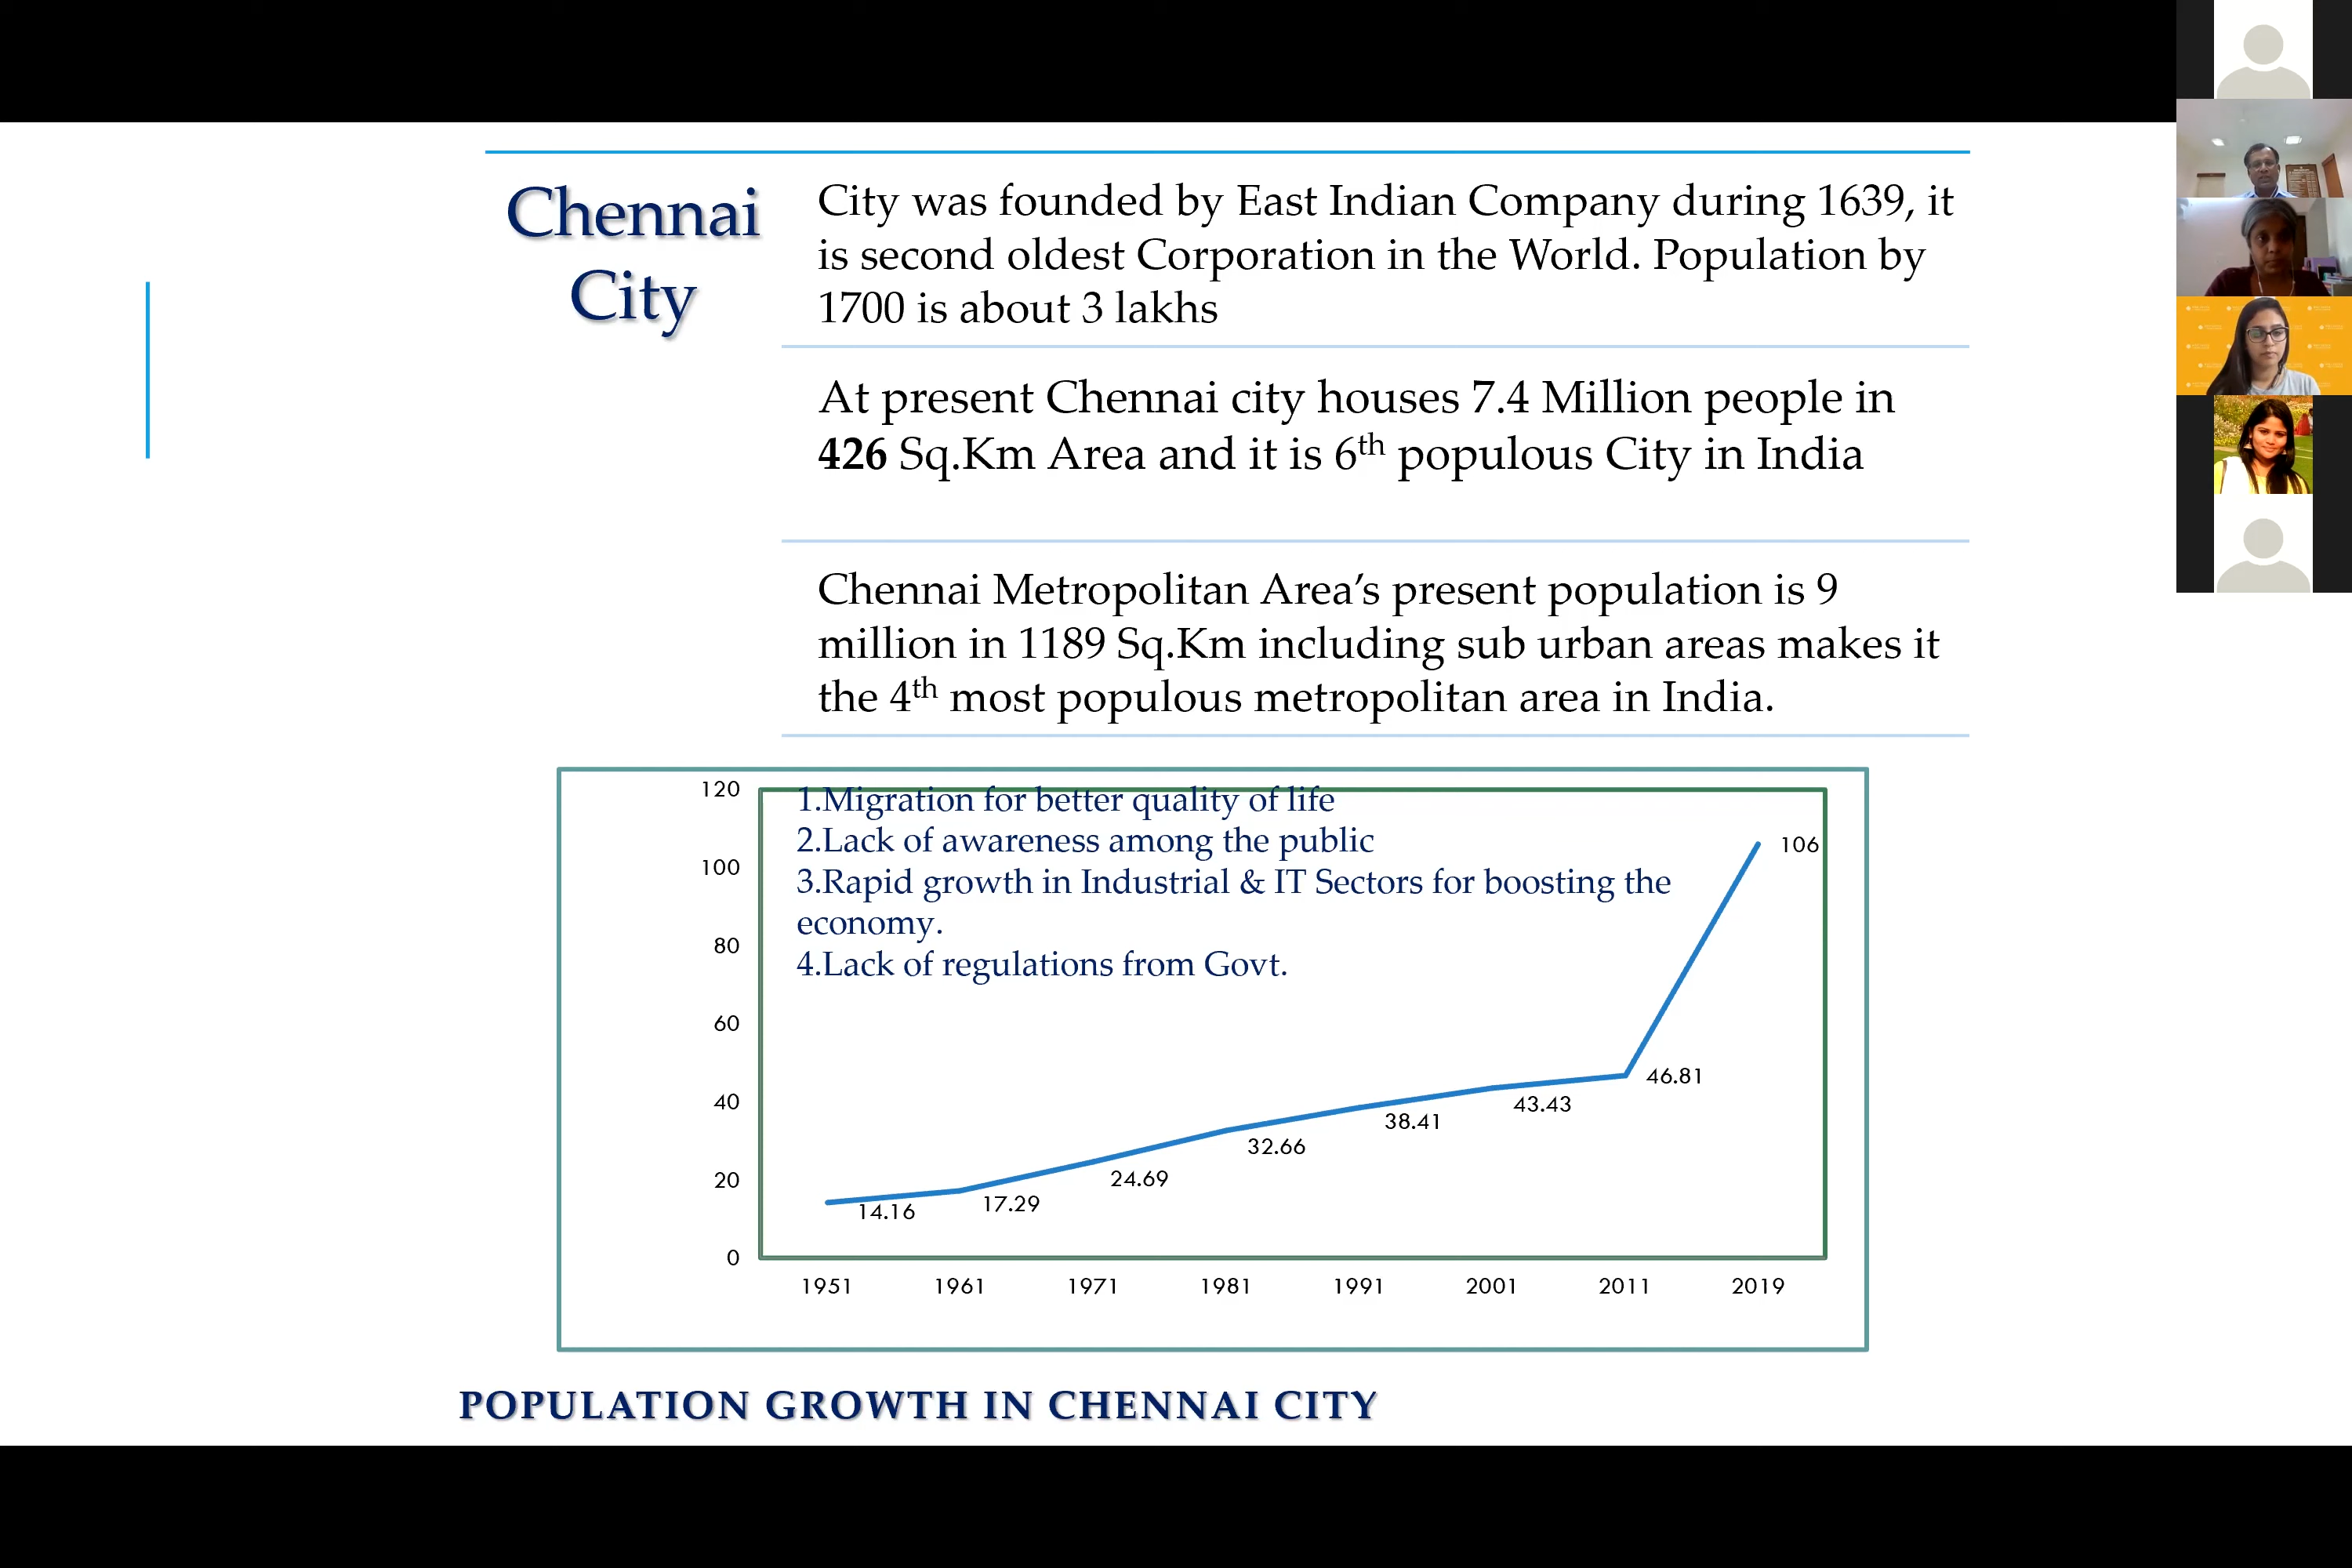 Chennai
City
City was founded by East Indian Company during 1639, it
is second oldest Corporation in the World. Population by
1700 is about 3 lakhs
At present Chennai city houses 7.4 Million people in
426 Sq.Km Area and it is 6th populous City in India
Chennai Metropolitan Area’s present population is 9
million in 1189 Sq.Km including sub urban areas makes it
the 4th most populous metropolitan area in India.
1.Migration for better quality of life
2.Lack of awareness among the public
3.Rapid growth in Industrial & IT Sectors for boosting the
economy.
4.Lack of regulations from Govt.
120
100
80
60
40
20
0
14.16
17.29
24.69
32.66
38.41
43.43
46.81
106
1951 1961 1971 1981 1991 2001 2011 2019
POPULATION GROWTH IN CHENNAI CITY